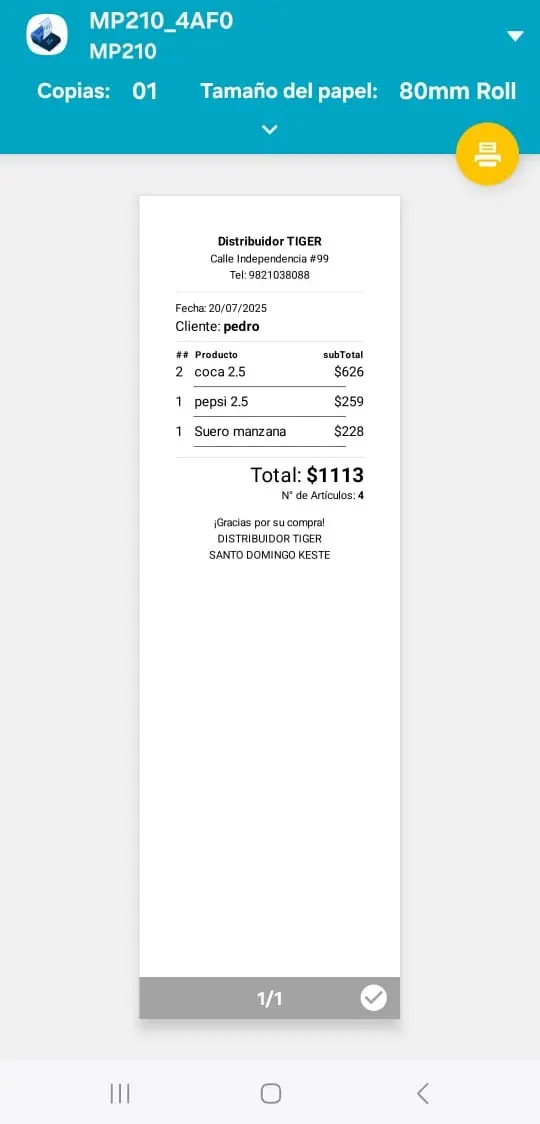 MP210_4AF0
MP210
Copias: 01 Tamaño del papel: 80mm Roll
Distribuidor TIGER
Calle Independencia #99
Tel: 9821038088
Fecha: 20/07/2025
Cliente: pedro
## Producto subTotal
2 coca 2.5 $626
1 pepsi 2.5 $259
1 Suero manzana $228
Total: $1113
N° de Artículos: 4
¡Gracias por su compra!
DISTRIBUIDOR TIGER
SANTO DOMINGO KESTE
1/1